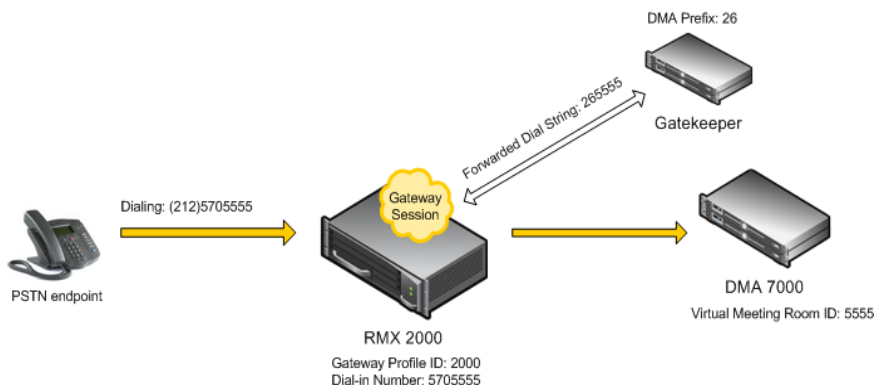 DMA Prefix: 26
Gatekeeper
Forwarded Dial String: 265555
Gateway
Session
Dialing: (212)5705555
PSTN endpoint
RMX 2000
Gateway Profile ID: 2000
Dial-in Number: 5705555
DMA 7000
Virtual Meeting Room ID: 5555